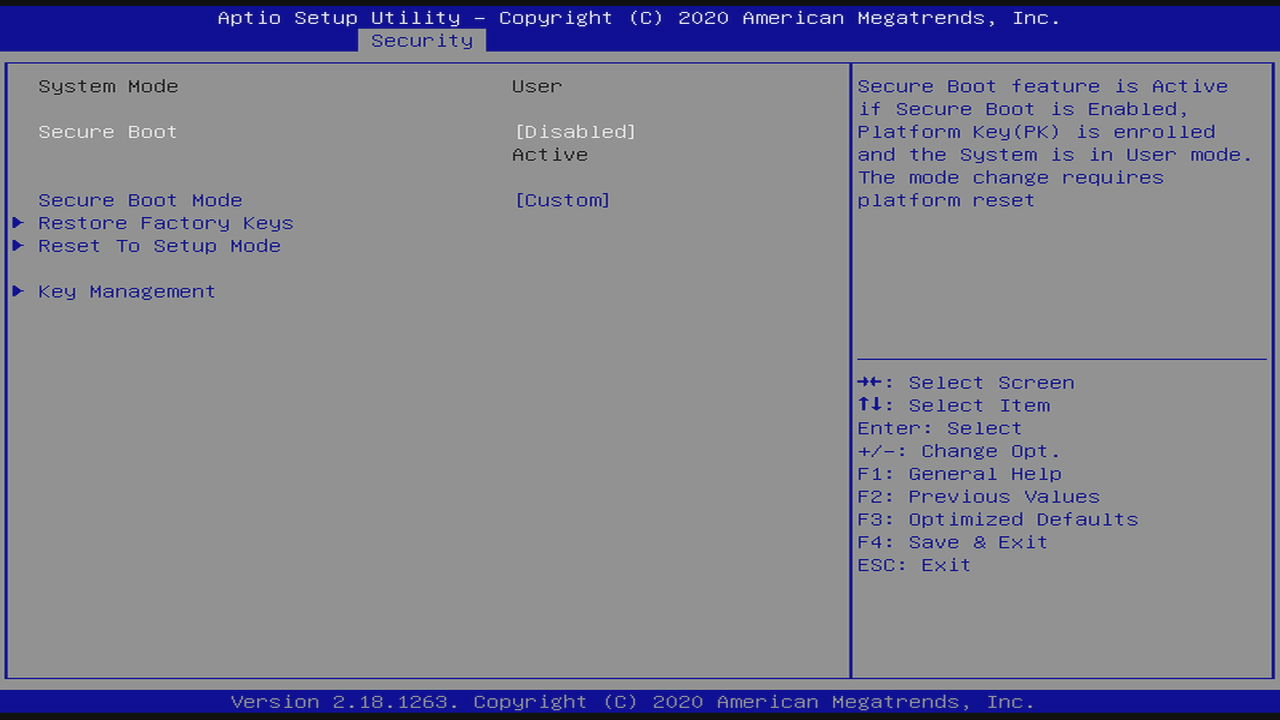 Aptio Setup Utility – Copyright (C) 2020 American Megatrends, Inc.
Security
System Mode User
Secure Boot [Disabled]
Active
Secure Boot Mode [Custom]
▶ Restore Factory Keys
▶ Reset To Setup Mode
▶ Key Management
Secure Boot feature is Active
if Secure Boot is Enabled,
Platform Key(PK) is enrolled
and the System is in User mode.
The mode change requires
platform reset
→←: Select Screen
↑↓: Select Item
Enter: Select
+/-: Change Opt.
F1: General Help
F2: Previous Values
F3: Optimized Defaults
F4: Save & Exit
ESC: Exit
Version 2.18.1263. Copyright (C) 2020 American Megatrends, Inc.